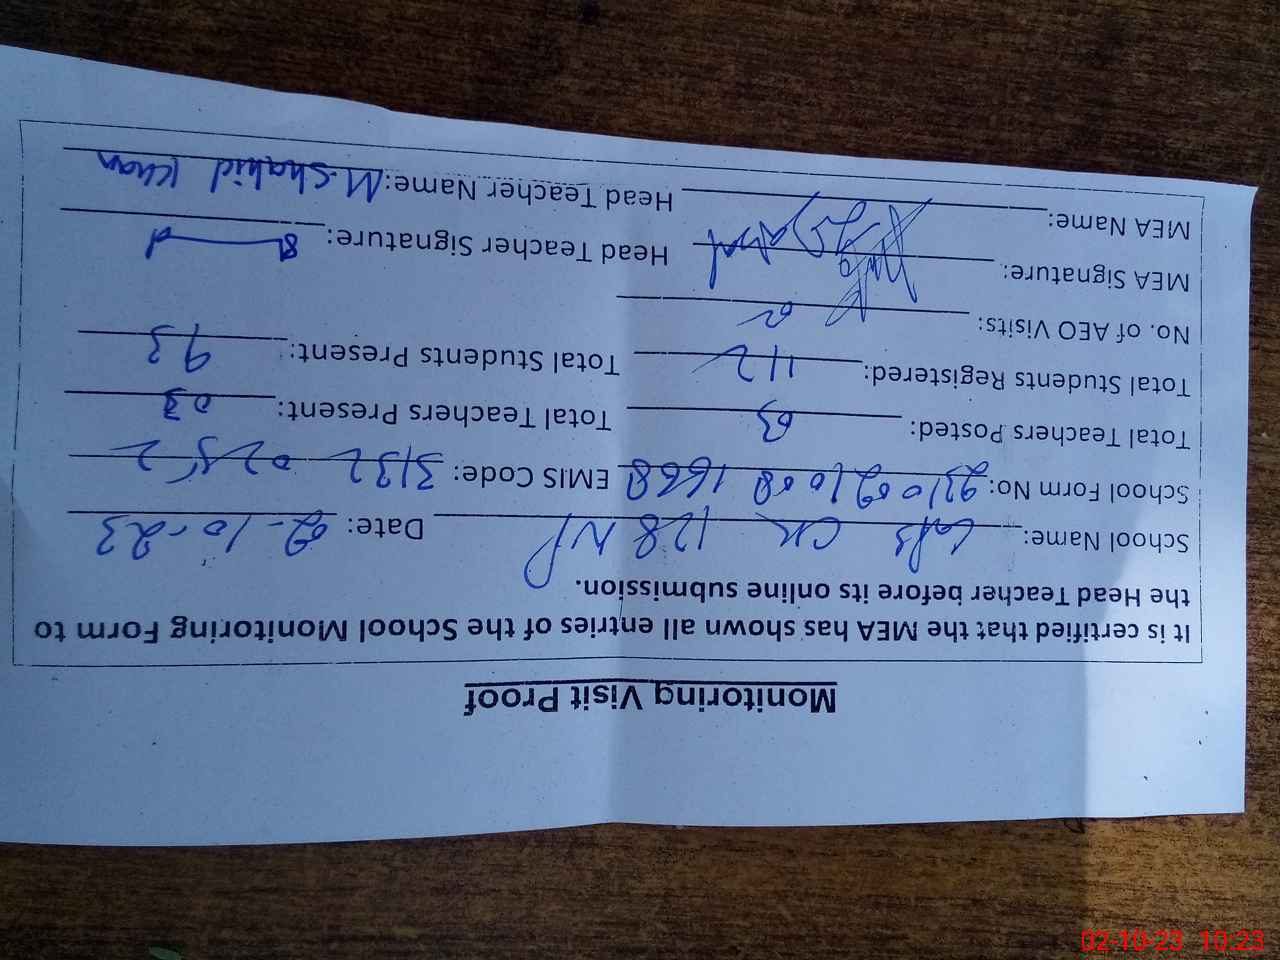 Monitoring Visit Proof
It is certified that the MEA has shown all entries of the School Monitoring Form to
the Head Teacher before its online submission.
School Name: CK 128 NP Date: 2-10-23
School Form No: EMIS Code: 3132 0252
Total Teachers Posted: 03 Total Teachers Present: 03
Total Students Registered: 112 Total Students Present: 93
No. of AEO Visits: 02
MEA Signature: Head Teacher Signature:
MEA Name: Head Teacher Name: M. Shahid Khan
02-10-23 10:23